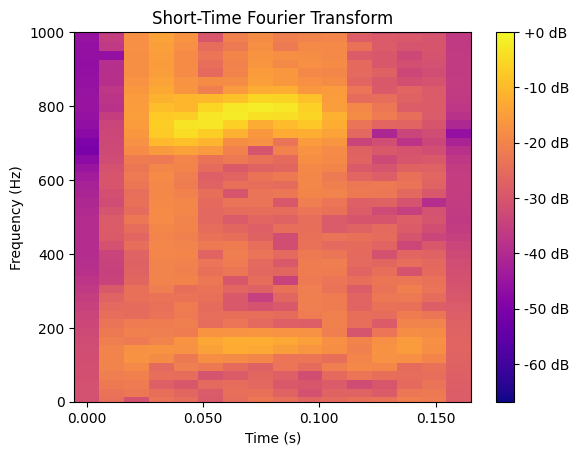 Short-Time Fourier Transform
1000
800
600
400
200
0
Frequency (Hz)
0.000
0.050
0.100
0.150
Time (s)
+0 dB
-10 dB
-20 dB
-30 dB
-40 dB
-50 dB
-60 dB